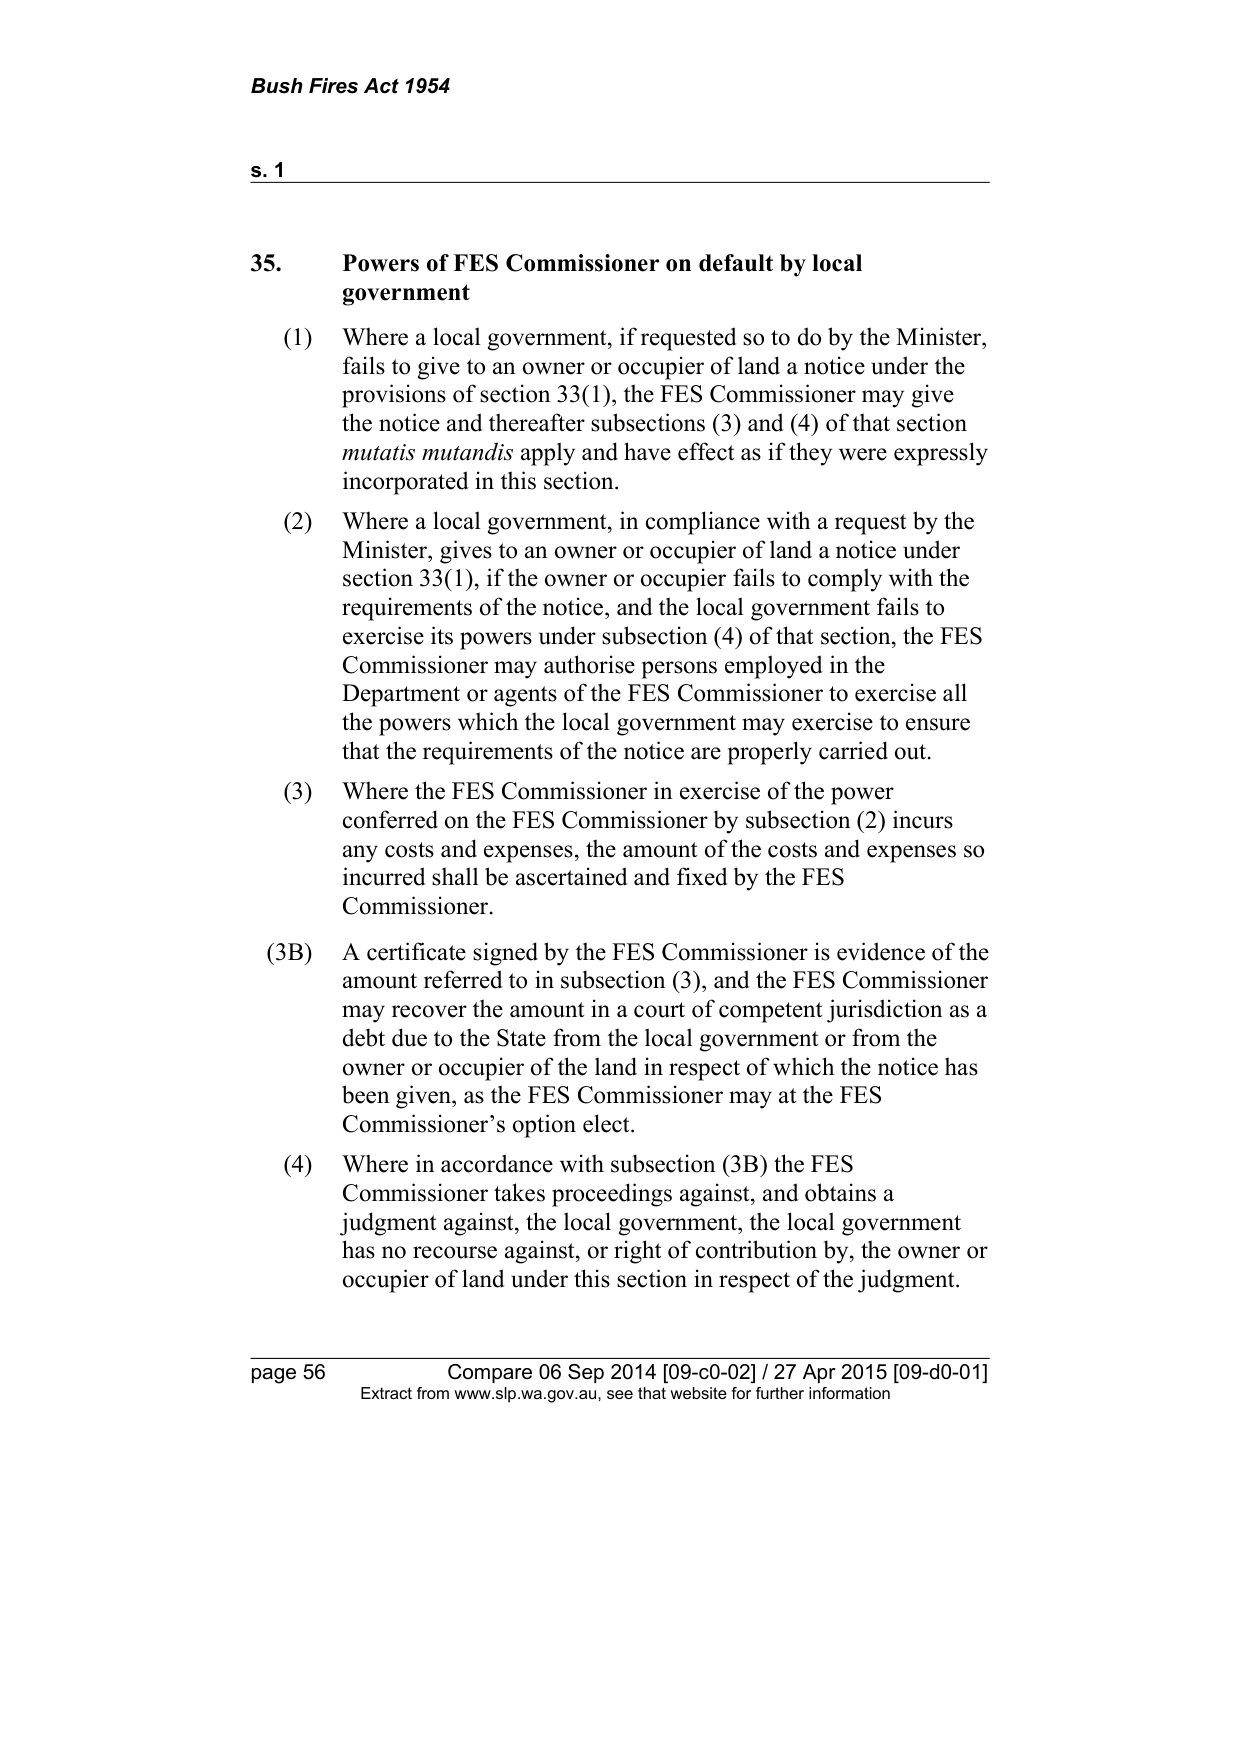 Bush Fires Act 1954
s. 1
35. Powers of FES Commissioner on default by local
government
(1) Where a local government, if requested so to do by the Minister,
fails to give to an owner or occupier of land a notice under the
provisions of section 33(1), the FES Commissioner may give
the notice and thereafter subsections (3) and (4) of that section
mutatis mutandis apply and have effect as if they were expressly
incorporated in this section.
(2) Where a local government, in compliance with a request by the
Minister, gives to an owner or occupier of land a notice under
section 33(1), if the owner or occupier fails to comply with the
requirements of the notice, and the local government fails to
exercise its powers under subsection (4) of that section, the FES
Commissioner may authorise persons employed in the
Department or agents of the FES Commissioner to exercise all
the powers which the local government may exercise to ensure
that the requirements of the notice are properly carried out.
(3) Where the FES Commissioner in exercise of the power
conferred on the FES Commissioner by subsection (2) incurs
any costs and expenses, the amount of the costs and expenses so
incurred shall be ascertained and fixed by the FES
Commissioner.
(3B) A certificate signed by the FES Commissioner is evidence of the
amount referred to in subsection (3), and the FES Commissioner
may recover the amount in a court of competent jurisdiction as a
debt due to the State from the local government or from the
owner or occupier of the land in respect of which the notice has
been given, as the FES Commissioner may at the FES
Commissioner’s option elect.
(4) Where in accordance with subsection (3B) the FES
Commissioner takes proceedings against, and obtains a
judgment against, the local government, the local government
has no recourse against, or right of contribution by, the owner or
occupier of land under this section in respect of the judgment.
page 56 Compare 06 Sep 2014 [09-c0-02] / 27 Apr 2015 [09-d0-01]
Extract from www.slp.wa.gov.au, see that website for further information